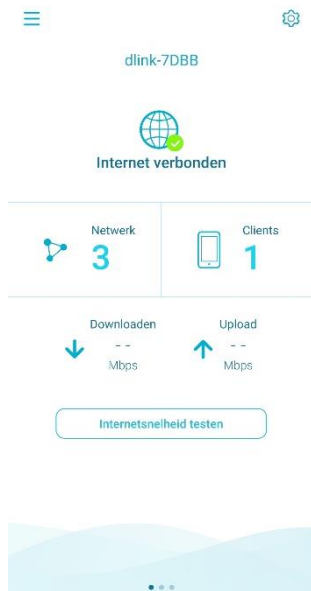 dlink-7DBB
Internet verbonden
Netwerk
3
Clients
1
Downloaden
--
Mbps
Upload
--
Mbps
Internetsnelheid testen